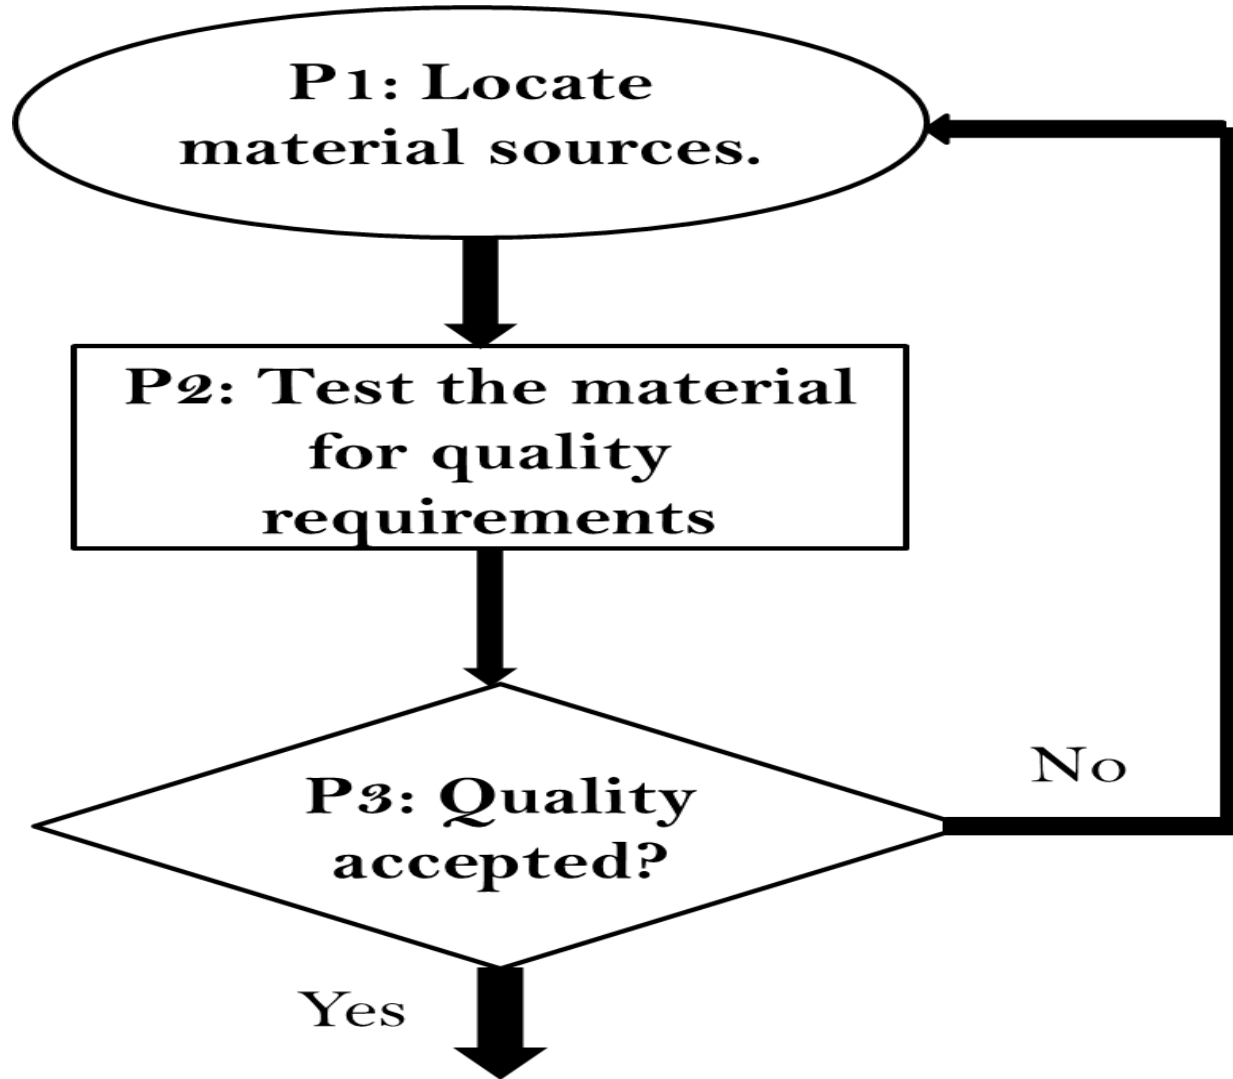 P1: Locate
material sources.
P2: Test the material
for quality
requirements
P3: Quality
accepted?
No
Yes